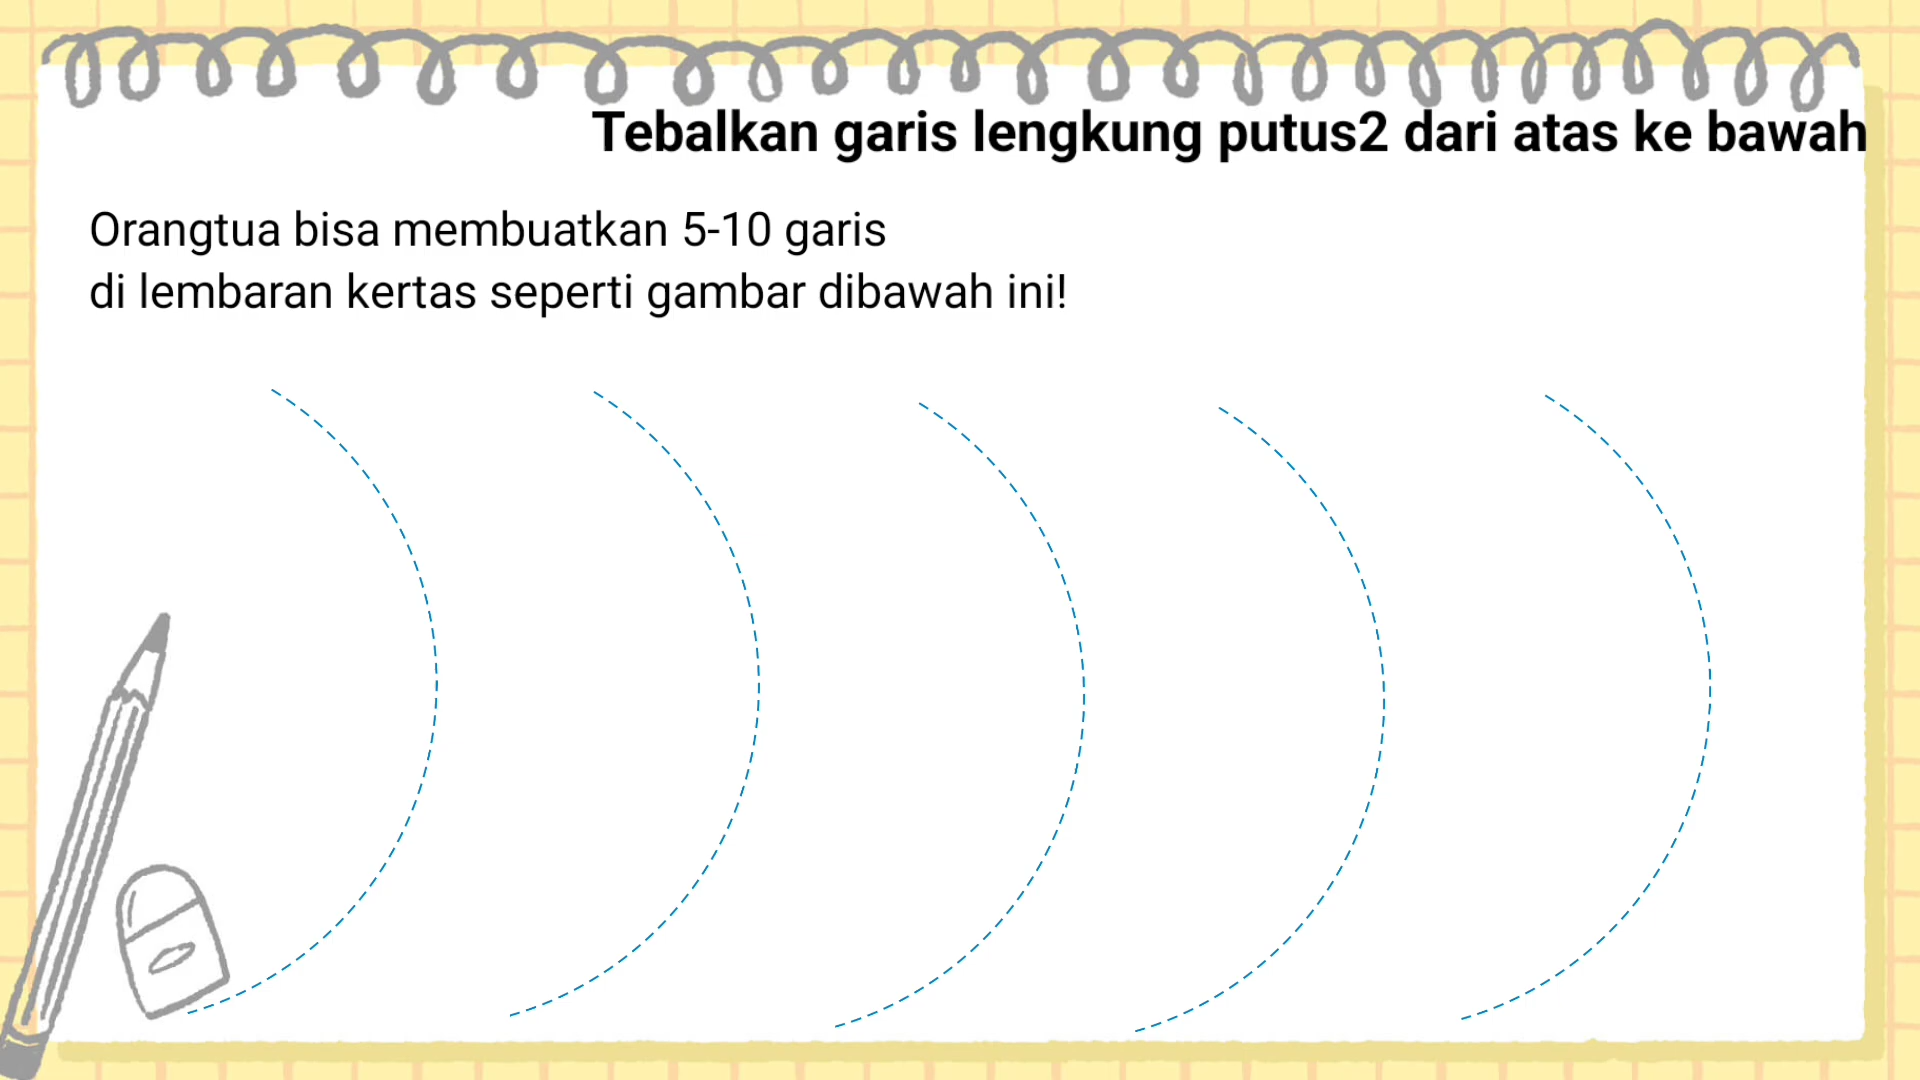 Tebalkan garis lengkung putus2 dari atas ke bawah
Orangtua bisa membuatkan 5-10 garis
di lembaran kertas seperti gambar dibawah ini!